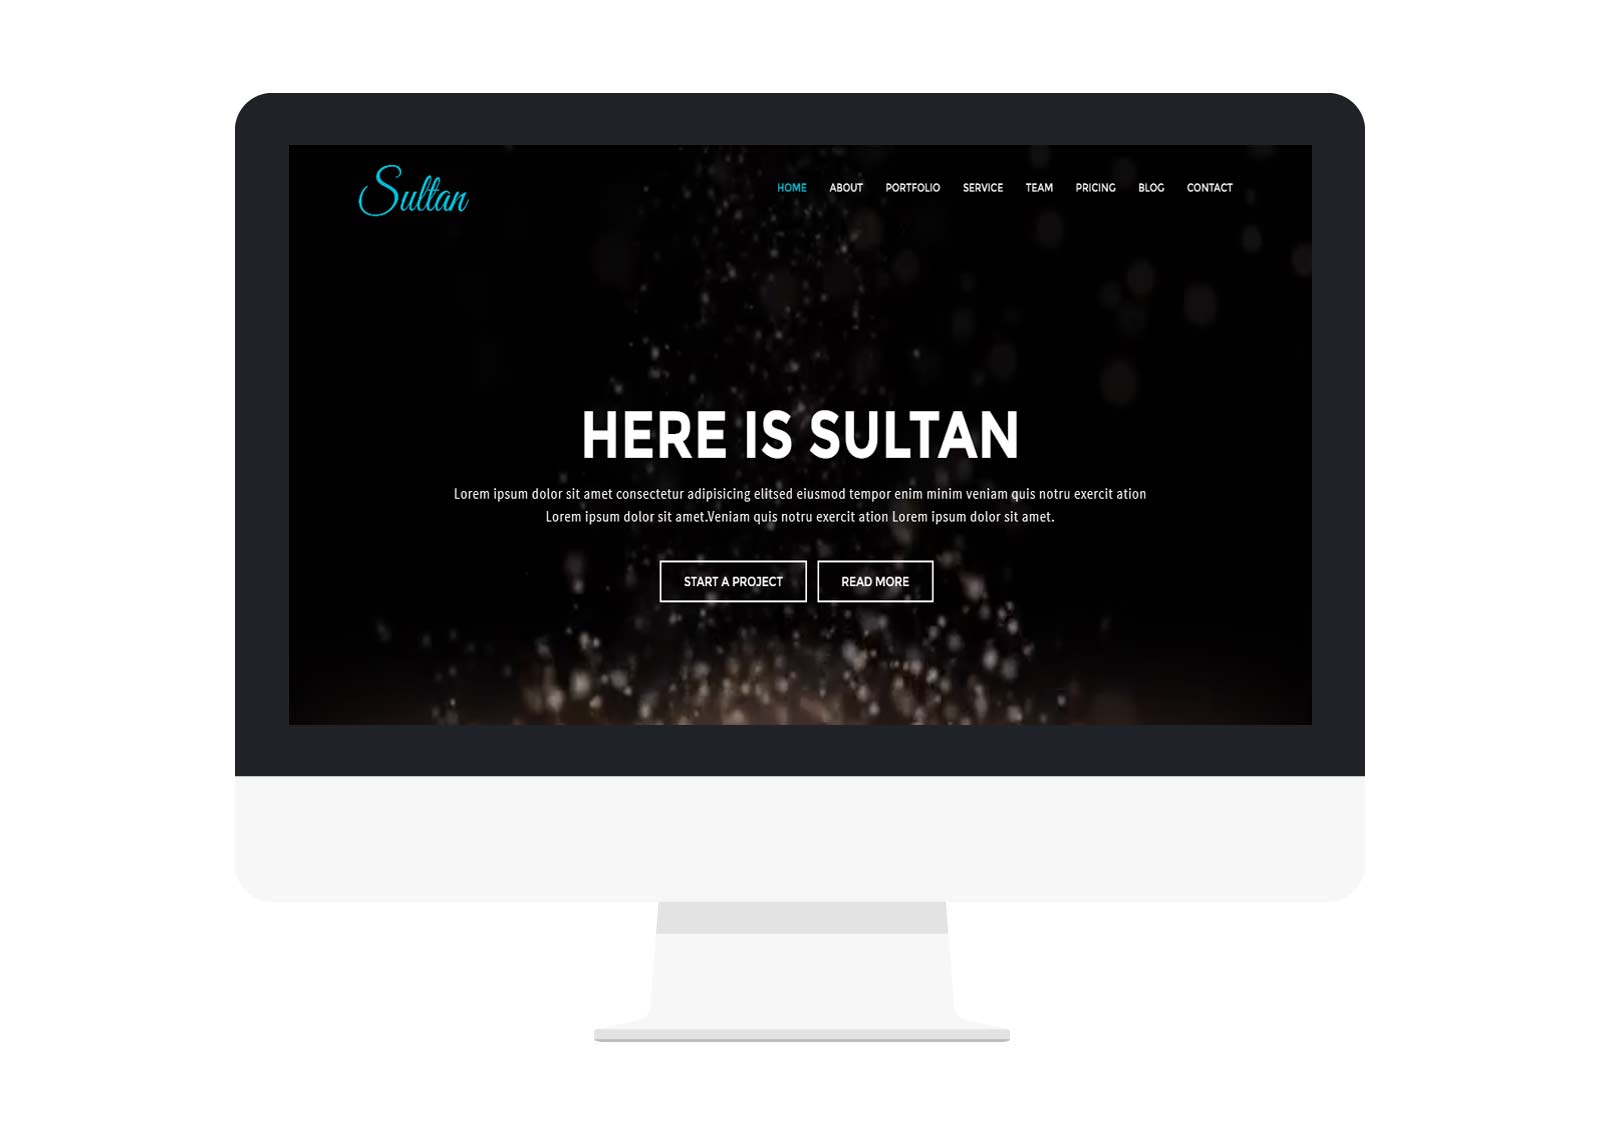 Sultan
HOME ABOUT PORTFOLIO SERVICE TEAM PRICING BLOG CONTACT
HERE IS SULTAN
Lorem ipsum dolor sit amet consectetur adipisicing elitsed eiusmod tempor enim minim veniam quis notru exercit ation
Lorem ipsum dolor sit amet.Veniam quis notru exercit ation Lorem ipsum dolor sit amet.
START A PROJECT READ MORE